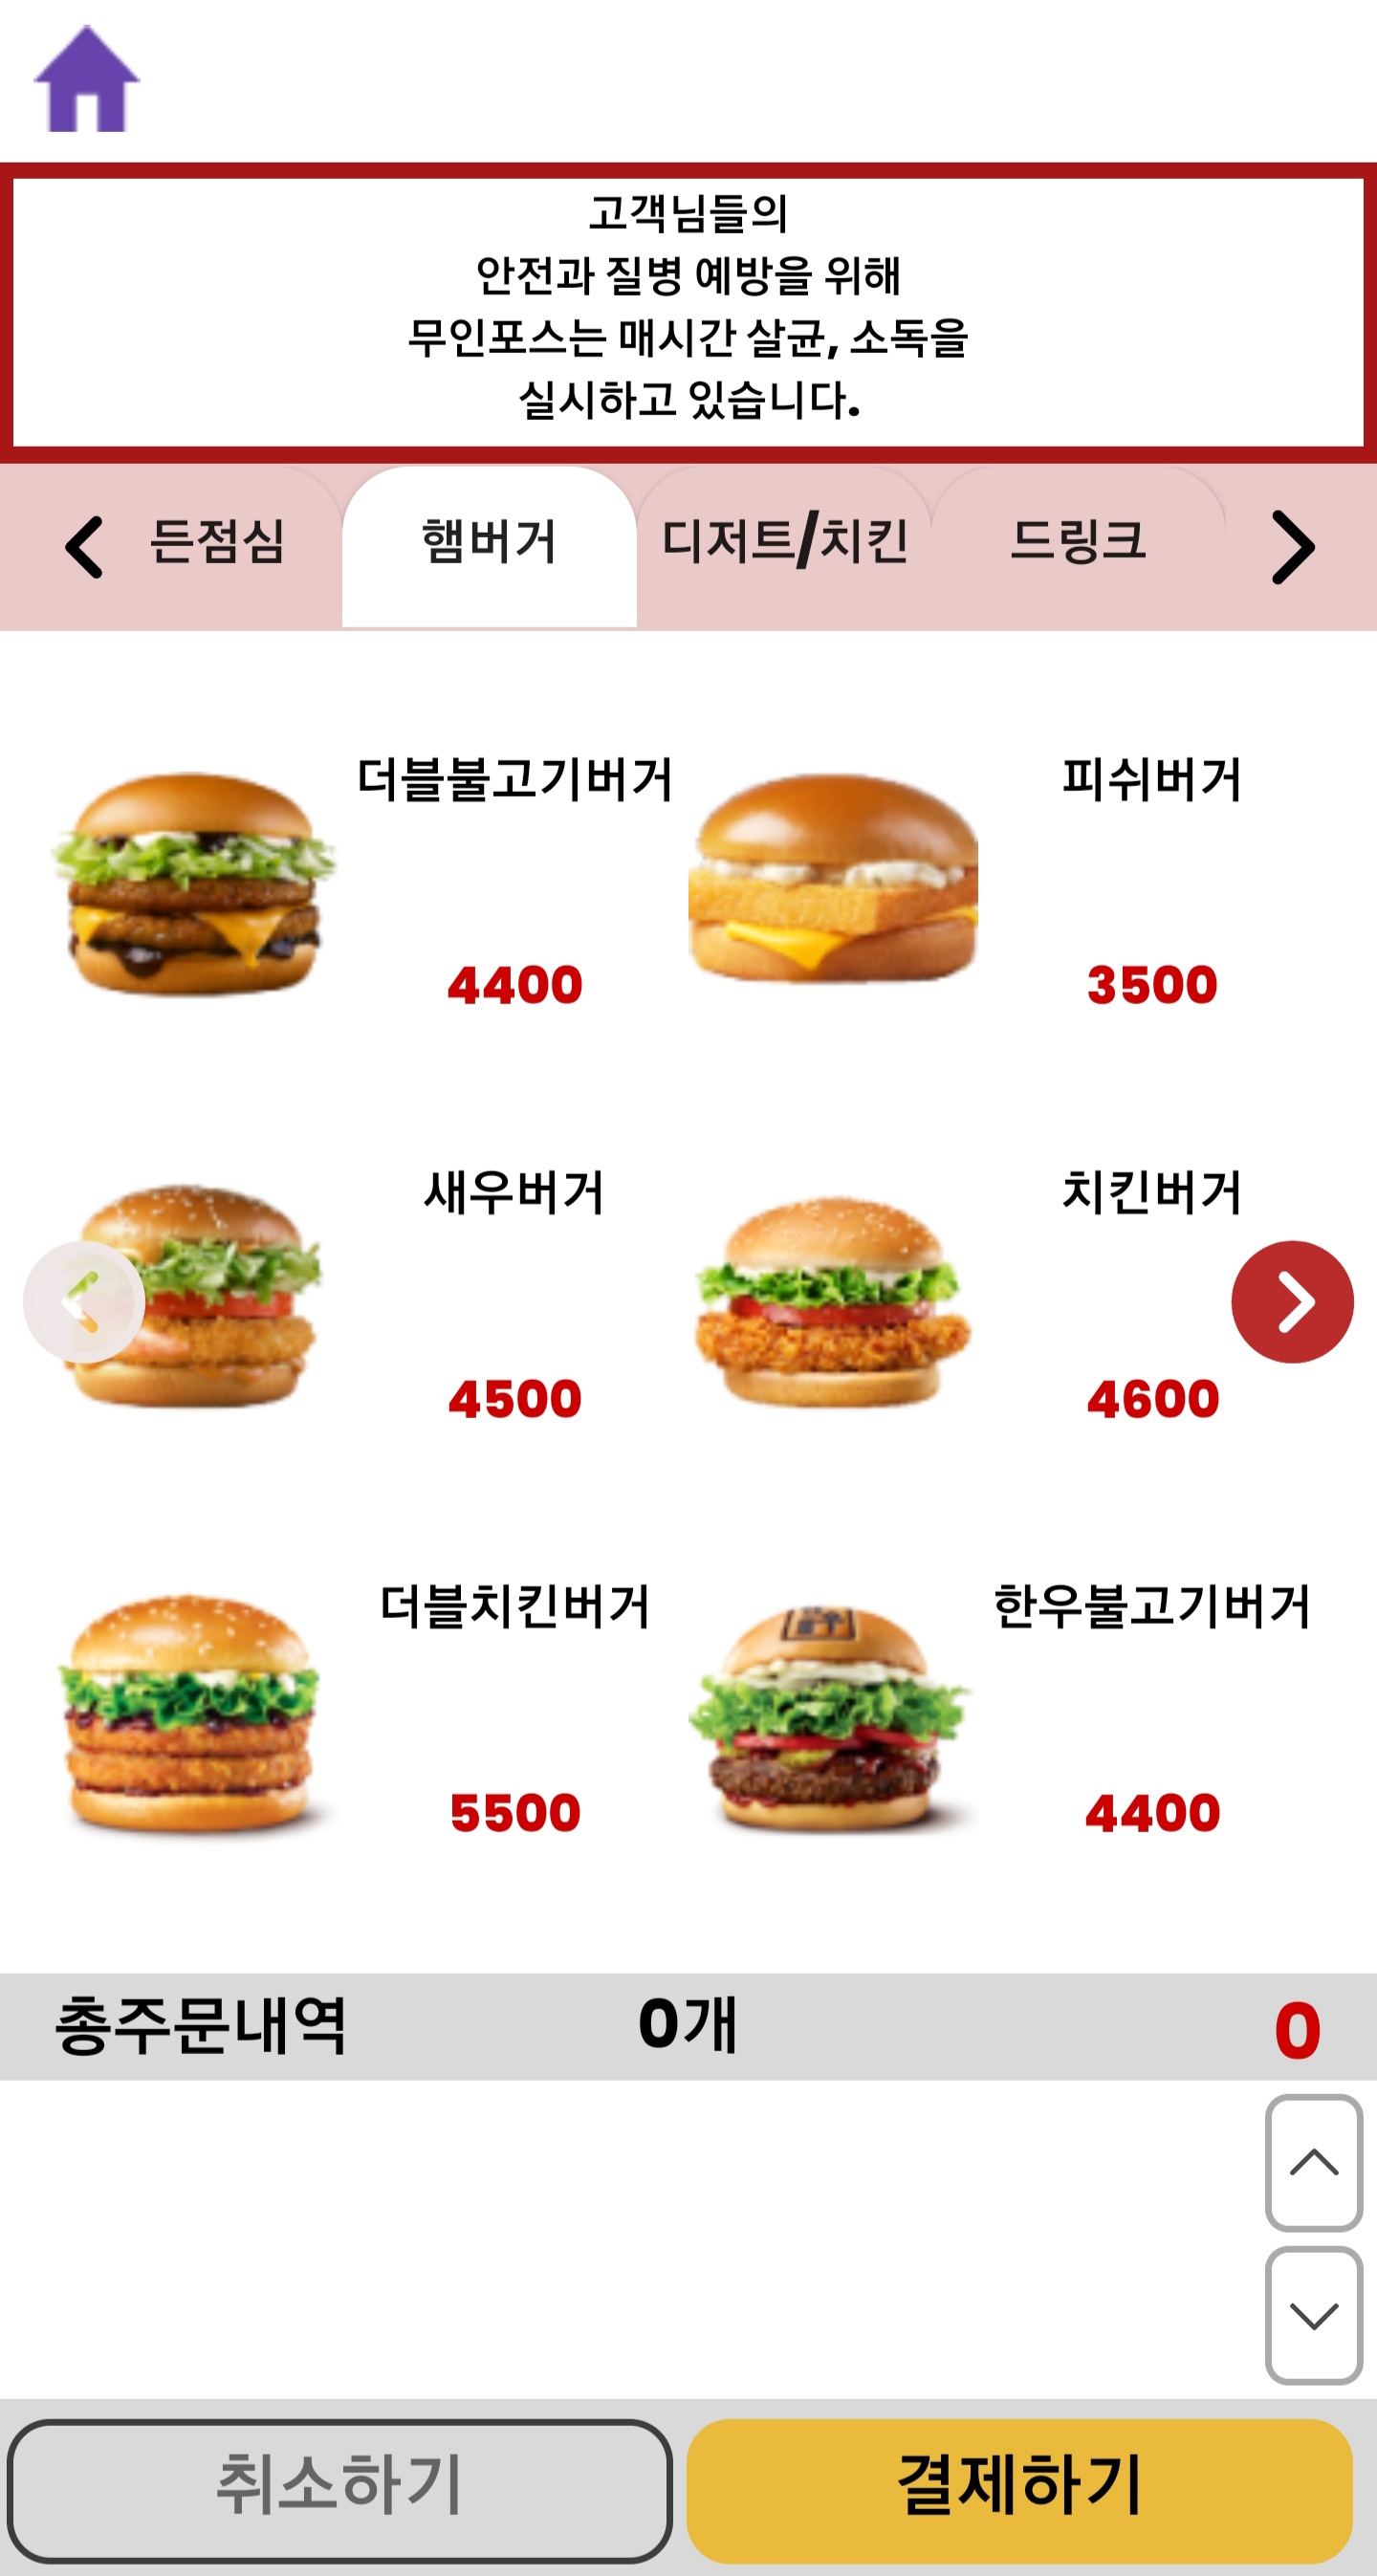 고객님들의
안전과 질병 예방을 위해
무인포스는 매시간 살균, 소독을
실시하고 있습니다.
든점심
햄버거
디저트/치킨
드링크
더블불고기버거
4400
피쉬버거
3500
새우버거
4500
치킨버거
4600
더블치킨버거
5500
한우불고기버거
4400
총주문내역 0개 0
취소하기
결제하기